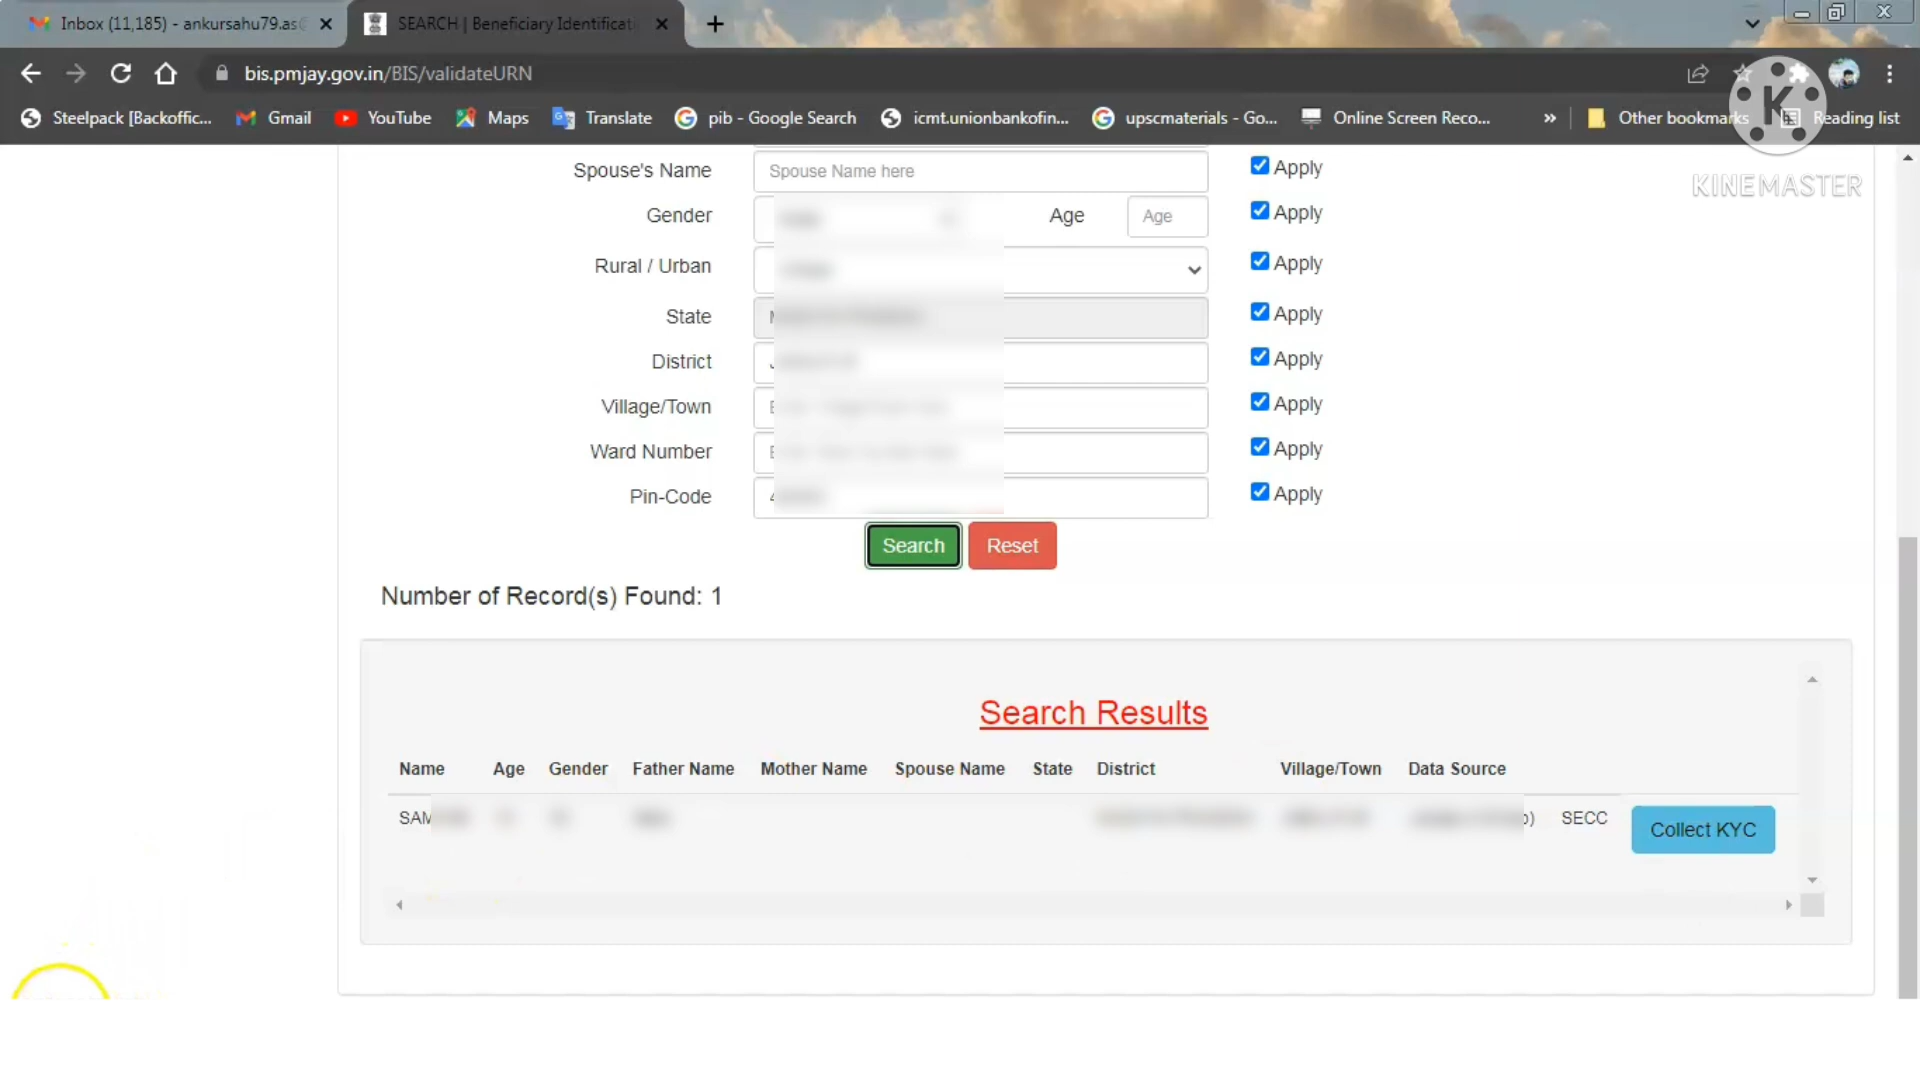 Inbox (11,185) - ankursahu79.as@
SEARCH | Beneficiary Identificati
bis.pmjay.gov.in/BIS/validateURN
Steelpack [Backoffic... Gmail YouTube Maps Translate pib - Google Search icmt.unionbankofin... upscmaterials - Go... Online Screen Reco... » Other bookmarks Reading list
K
KINEMASTER
Spouse's Name Spouse Name here Apply
Gender Age Age Apply
Rural / Urban Apply
State Apply
District Apply
Village/Town Apply
Ward Number Apply
Pin-Code Apply
Search Reset
Number of Record(s) Found: 1
Search Results
Name Age Gender Father Name Mother Name Spouse Name State District Village/Town Data Source
SECC Collect KYC